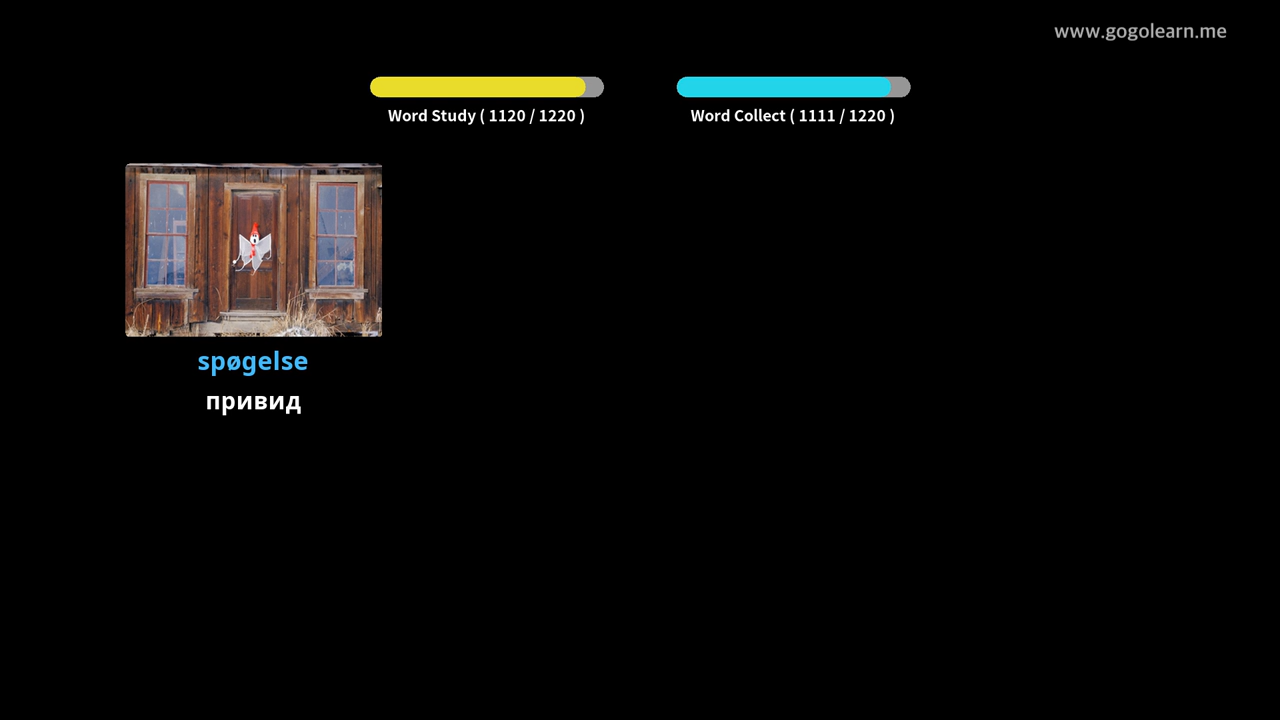 www.gogolearn.me
Word Study ( 1120 / 1220 )
Word Collect ( 1111 / 1220 )
spøgelse
привид